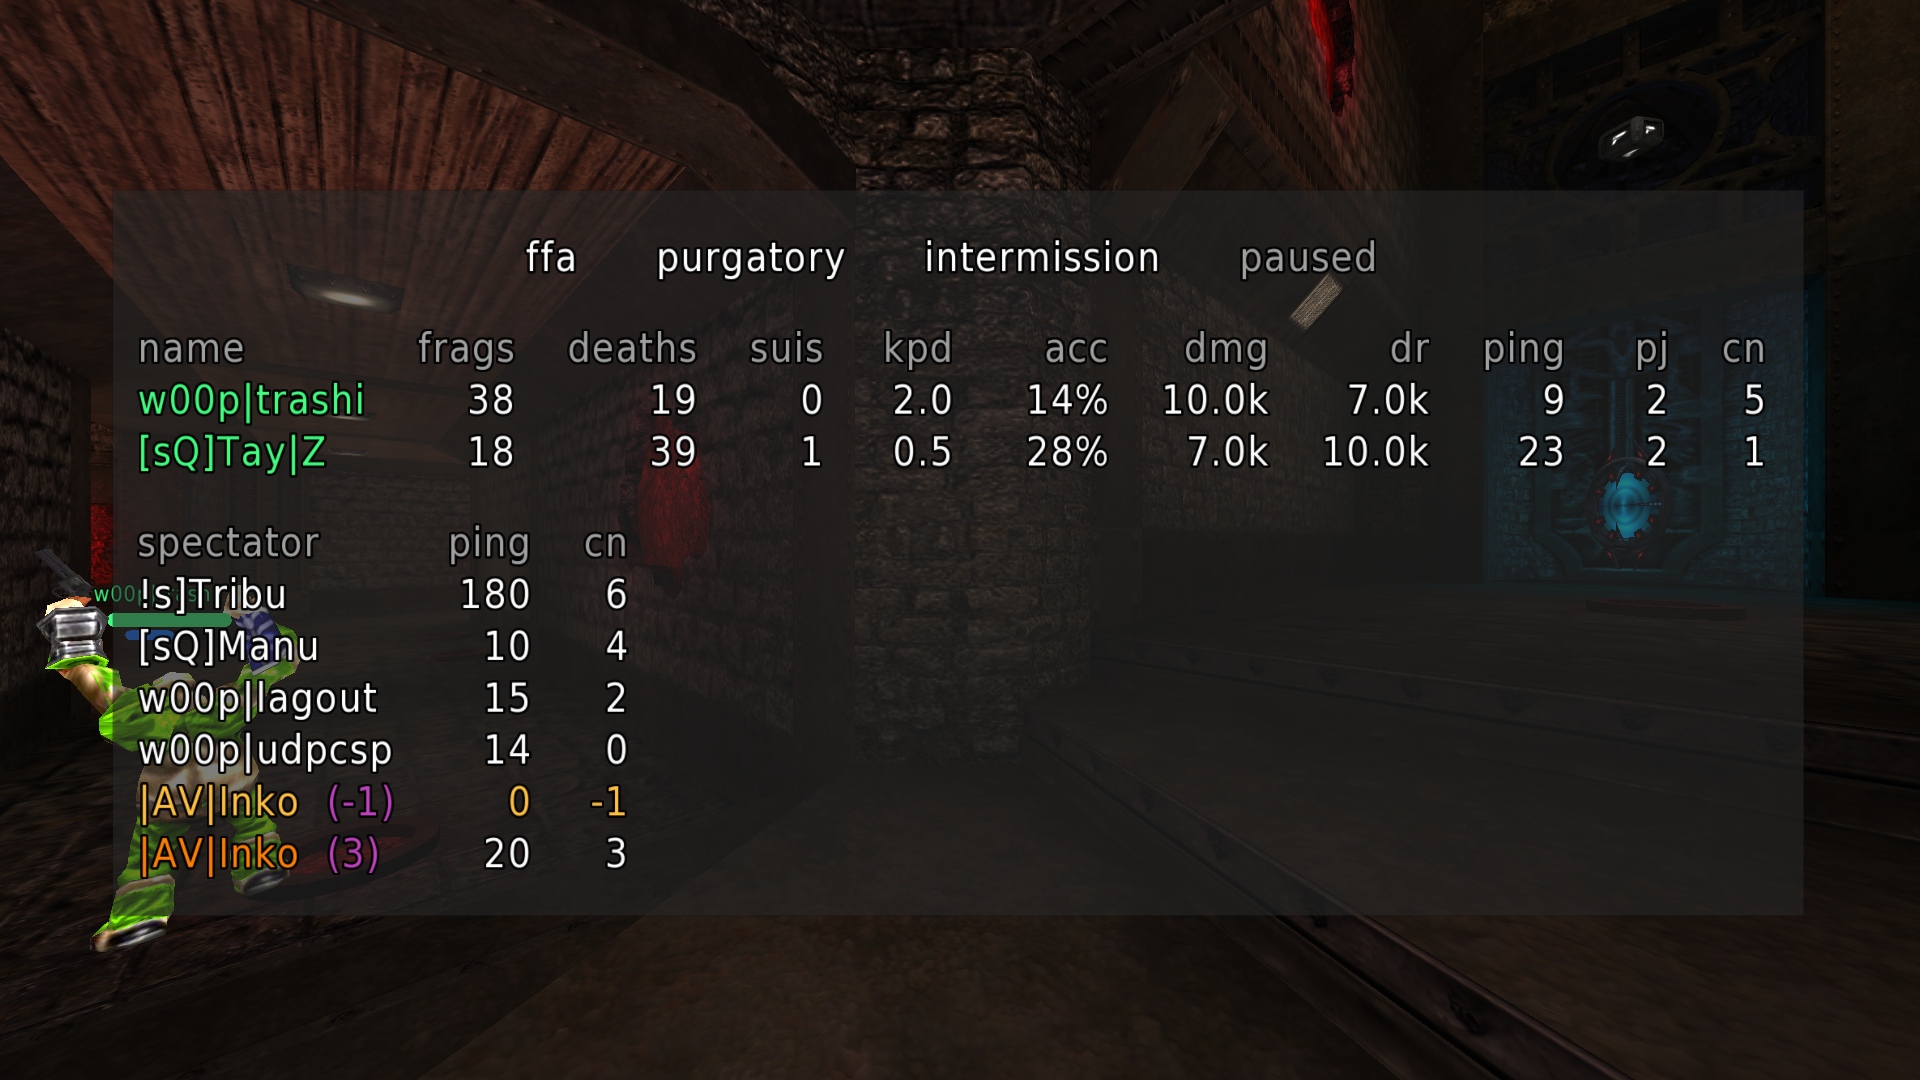 ffa purgatory intermission paused
name frags deaths suis kpd acc dmg dr ping pj cn
w00p|trashi 38 19 0 2.0 14% 10.0k 7.0k 9 2 5
[sQ]Tay|Z 18 39 1 0.5 28% 7.0k 10.0k 23 2 1
spectator ping cn
!s]Tribu 180 6
[sQ]Manu 10 4
w00p|lagout 15 2
w00p|udpcsp 14 0
|AV|Inko (-1) 0 -1
|AV|Inko (3) 20 3